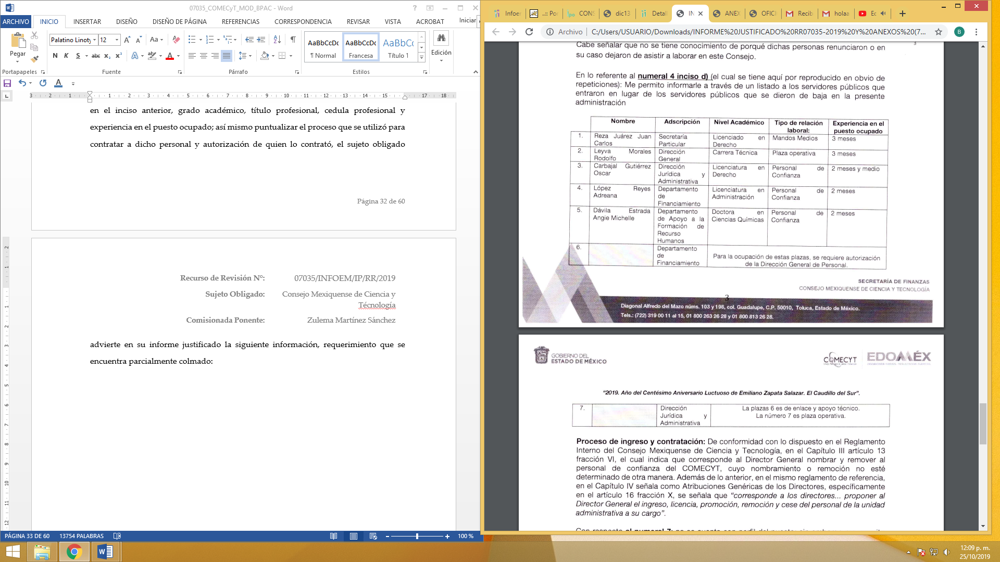 07035_COMECyT_MOD_BPAC - Word
ARCHIVO INICIO INSERTAR DISEÑO DISEÑO DE PÁGINA REFERENCIAS CORRESPONDENCIA REVISAR VISTA ACROBAT Iniciar
Pegar
Palatino Linoty 12
N K S abc x₂ x²
AaBbCcDc AaBbCcDc AaBbCc
¶ Normal Francesa Título 1
Edición
Portapapeles Fuente Párrafo Estilos
3 2 1 1 2 3 4 5 6 7 8 9 10 11 12 13 14 15 17 18
en el inciso anterior, grado académico, título profesional, cedula profesional y
experiencia en el puesto ocupado; así mismo puntualizar el proceso que se utilizó para
contratar a dicho personal y autorización de quien lo contrató, el sujeto obligado
Página 32 de 60
Recurso de Revisión N°: 07035/INFOEM/IP/RR/2019
Sujeto Obligado: Consejo Mexiquense de Ciencia y
Técnología
Comisionada Ponente: Zulema Martínez Sánchez
advierte en su informe justificado la siguiente información, requerimiento que se
encuentra parcialmente colmado:
PÁGINA 33 DE 60 13754 PALABRAS 100 %
Infoer ..:: Por CONS dic13 Detall IN ANEX OFICI Recib holaa Ec
Archivo C:/Users/USUARIO/Downloads/INFORME%20JUSTIFICADO%20RR07035-2019%20Y%20ANEXOS%20(7... B
Cabe señalar que no se tiene conocimiento de porqué dichas personas renunciaron o en
su caso dejaron de asistir a laborar en este Consejo.
3
En lo referente al numeral 4 inciso d) (el cual se tiene aquí por reproducido en obvio de
repeticiones): Me permito informarle a través de un listado a los servidores públicos que
entraron en lugar de los servidores públicos que se dieron de baja en la presente
administración
Nombre Adscripción Nivel Académico Tipo de relación laboral: Experiencia en el puesto ocupado
1. Reza Juárez Juan Carlos Secretaría Particular Licenciado en Derecho Mandos Medios 3 meses
2. Leyva Morales Rodolfo Dirección General Carrera Técnica Plaza operativa 3 meses
3. Carbajal Gutiérrez Oscar Dirección Jurídica y Administrativa Licenciatura en Derecho Personal de Confianza 2 meses y medio
4. López Reyes Adreana Departamento de Financiamiento Licenciatura en Administración Personal de Confianza 2 meses
5. Dávila Estrada Angie Michelle Departamento de Apoyo a la Formación de Recurso Humanos Doctora en Ciencias Químicas Personal de Confianza 2 meses
6. Departamento de Financiamiento Para la ocupación de estas plazas, se requiere autorización de la Dirección General de Personal.
SECRETARÍA DE FINANZAS
CONSEJO MEXIQUENSE DE CIENCIA Y TECNOLOGÍA
3
Diagonal Alfredo del Mazo núms. 103 y 198, col. Guadalupe, C.P. 50010, Toluca, Estado de México.
Tels.: (722) 319 00 11 al 15, 01 800 263 26 28 y 01 800 813 26 28.
GOBIERNO DEL
ESTADO DE MÉXICO
COMECYT EDOMÉX
“2019. Año del Centésimo Aniversario Luctuoso de Emiliano Zapata Salazar. El Caudillo del Sur”.
7. Dirección Jurídica y Administrativa La plazas 6 es de enlace y apoyo técnico. La número 7 es plaza operativa.
Proceso de ingreso y contratación: De conformidad con lo dispuesto en el Reglamento
Interno del Consejo Mexiquense de Ciencia y Tecnología, en el Capítulo III artículo 13
fracción VI, el cual indica que corresponde al Director General nombrar y remover al
personal de confianza del COMECYT, cuyo nombramiento o remoción no esté
determinado de otra manera. Además de lo anterior, en el mismo reglamento de referencia,
en el Capítulo IV señala como Atribuciones Genéricas de los Directores, específicamente
en el artículo 16 fracción X, se señala que “corresponde a los directores... proponer al
Director General el ingreso, licencia, promoción, remoción y cese del personal de la unidad
administrativa a su cargo”.
12:09 p. m.
25/10/2019